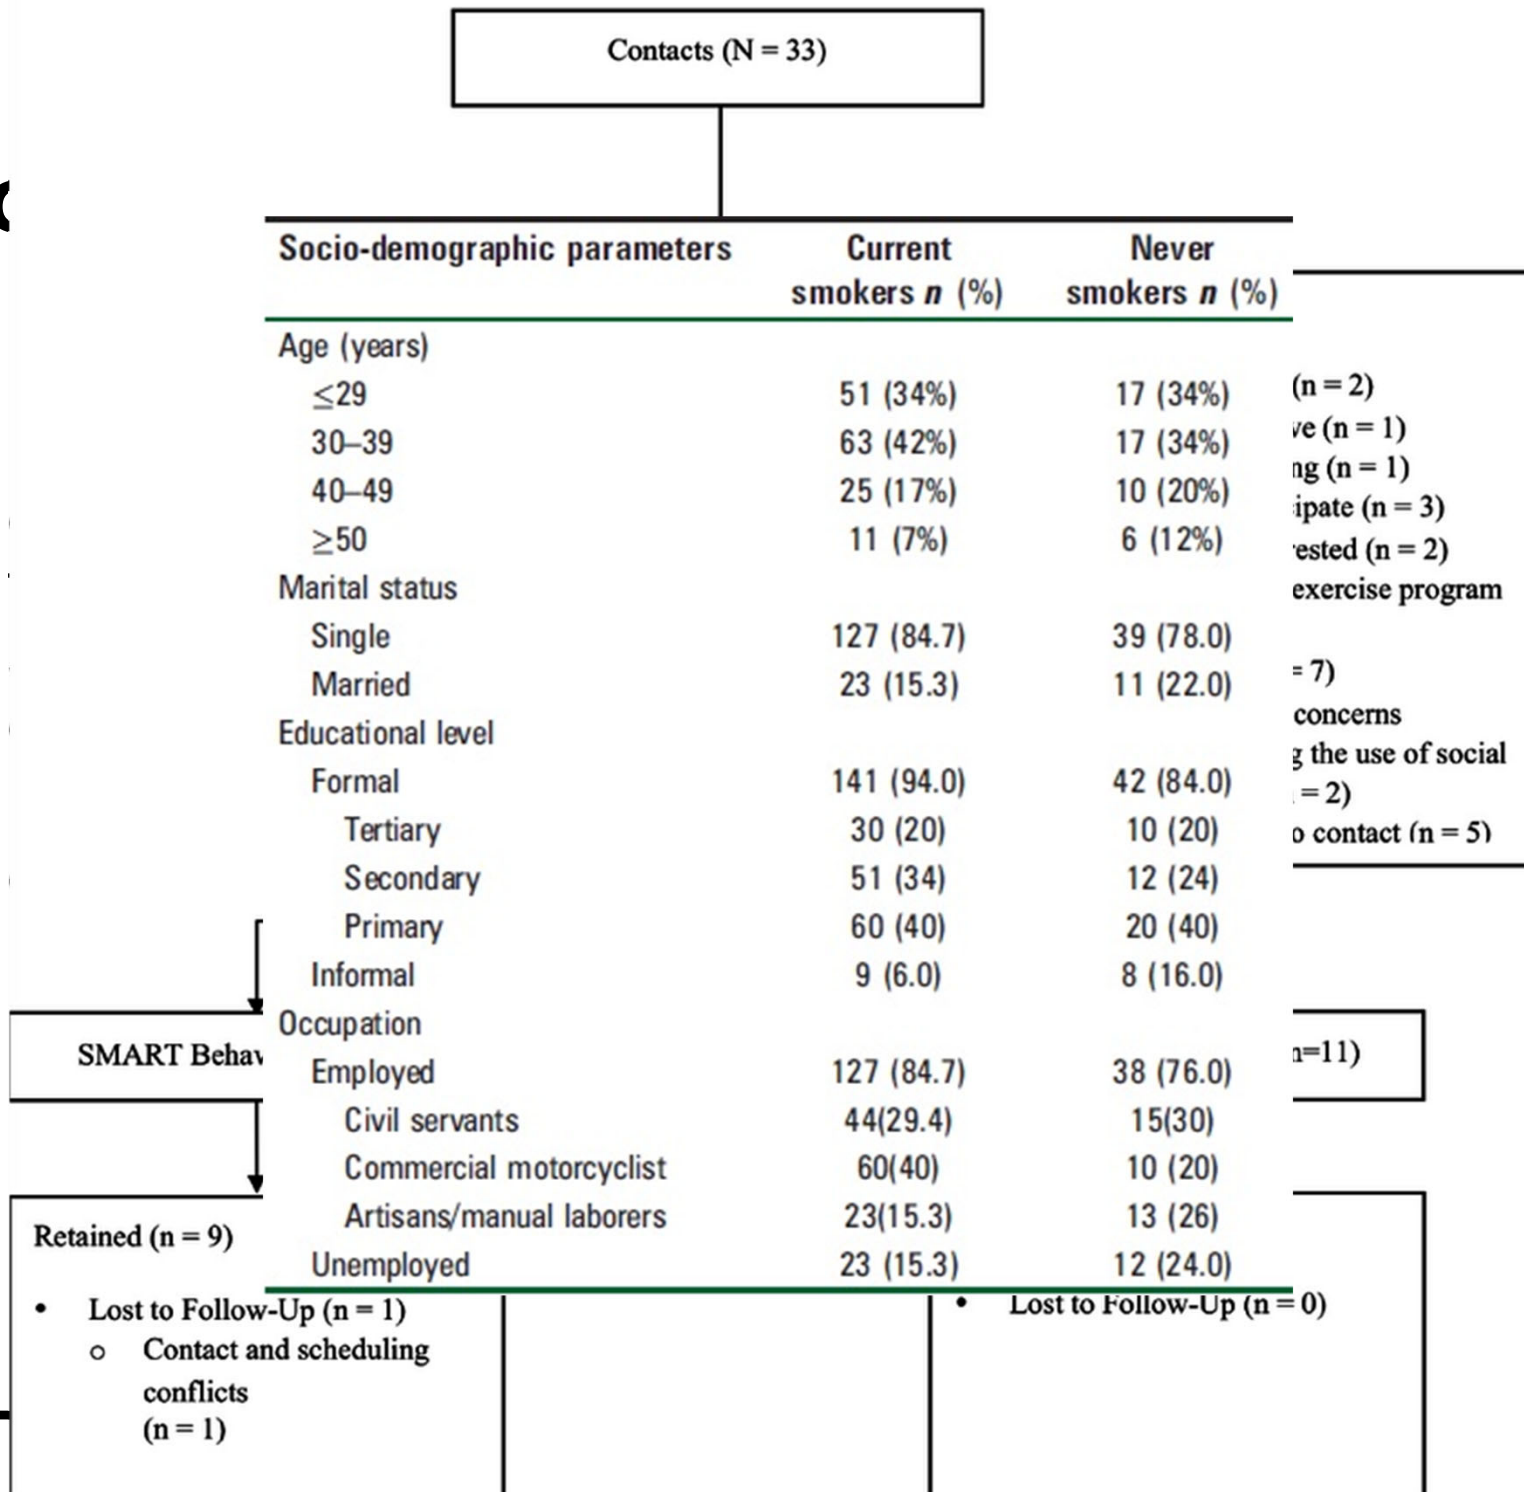 Contacts (N = 33)
Socio-demographic parameters Current smokers n (%) Never smokers n (%)
Age (years)
≤29 51 (34%) 17 (34%)
30–39 63 (42%) 17 (34%)
40–49 25 (17%) 10 (20%)
≥50 11 (7%) 6 (12%)
Marital status
Single 127 (84.7) 39 (78.0)
Married 23 (15.3) 11 (22.0)
Educational level
Formal 141 (94.0) 42 (84.0)
Tertiary 30 (20) 10 (20)
Secondary 51 (34) 12 (24)
Primary 60 (40) 20 (40)
Informal 9 (6.0) 8 (16.0)
Occupation
Employed 127 (84.7) 38 (76.0)
Civil servants 44(29.4) 15(30)
Commercial motorcyclist 60(40) 10 (20)
Artisans/manual laborers 23(15.3) 13 (26)
Unemployed 23 (15.3) 12 (24.0)
(n = 2)
(n = 1)
(n = 1)
(n = 3)
(n = 2)
exercise program
= 7)
concerns
the use of social
= 2)
contact (n = 5)
SMART
n=11)
Retained (n = 9)
• Lost to Follow-Up (n = 1)
o Contact and scheduling
conflicts
(n = 1)
• Lost to Follow-Up (n = 0)